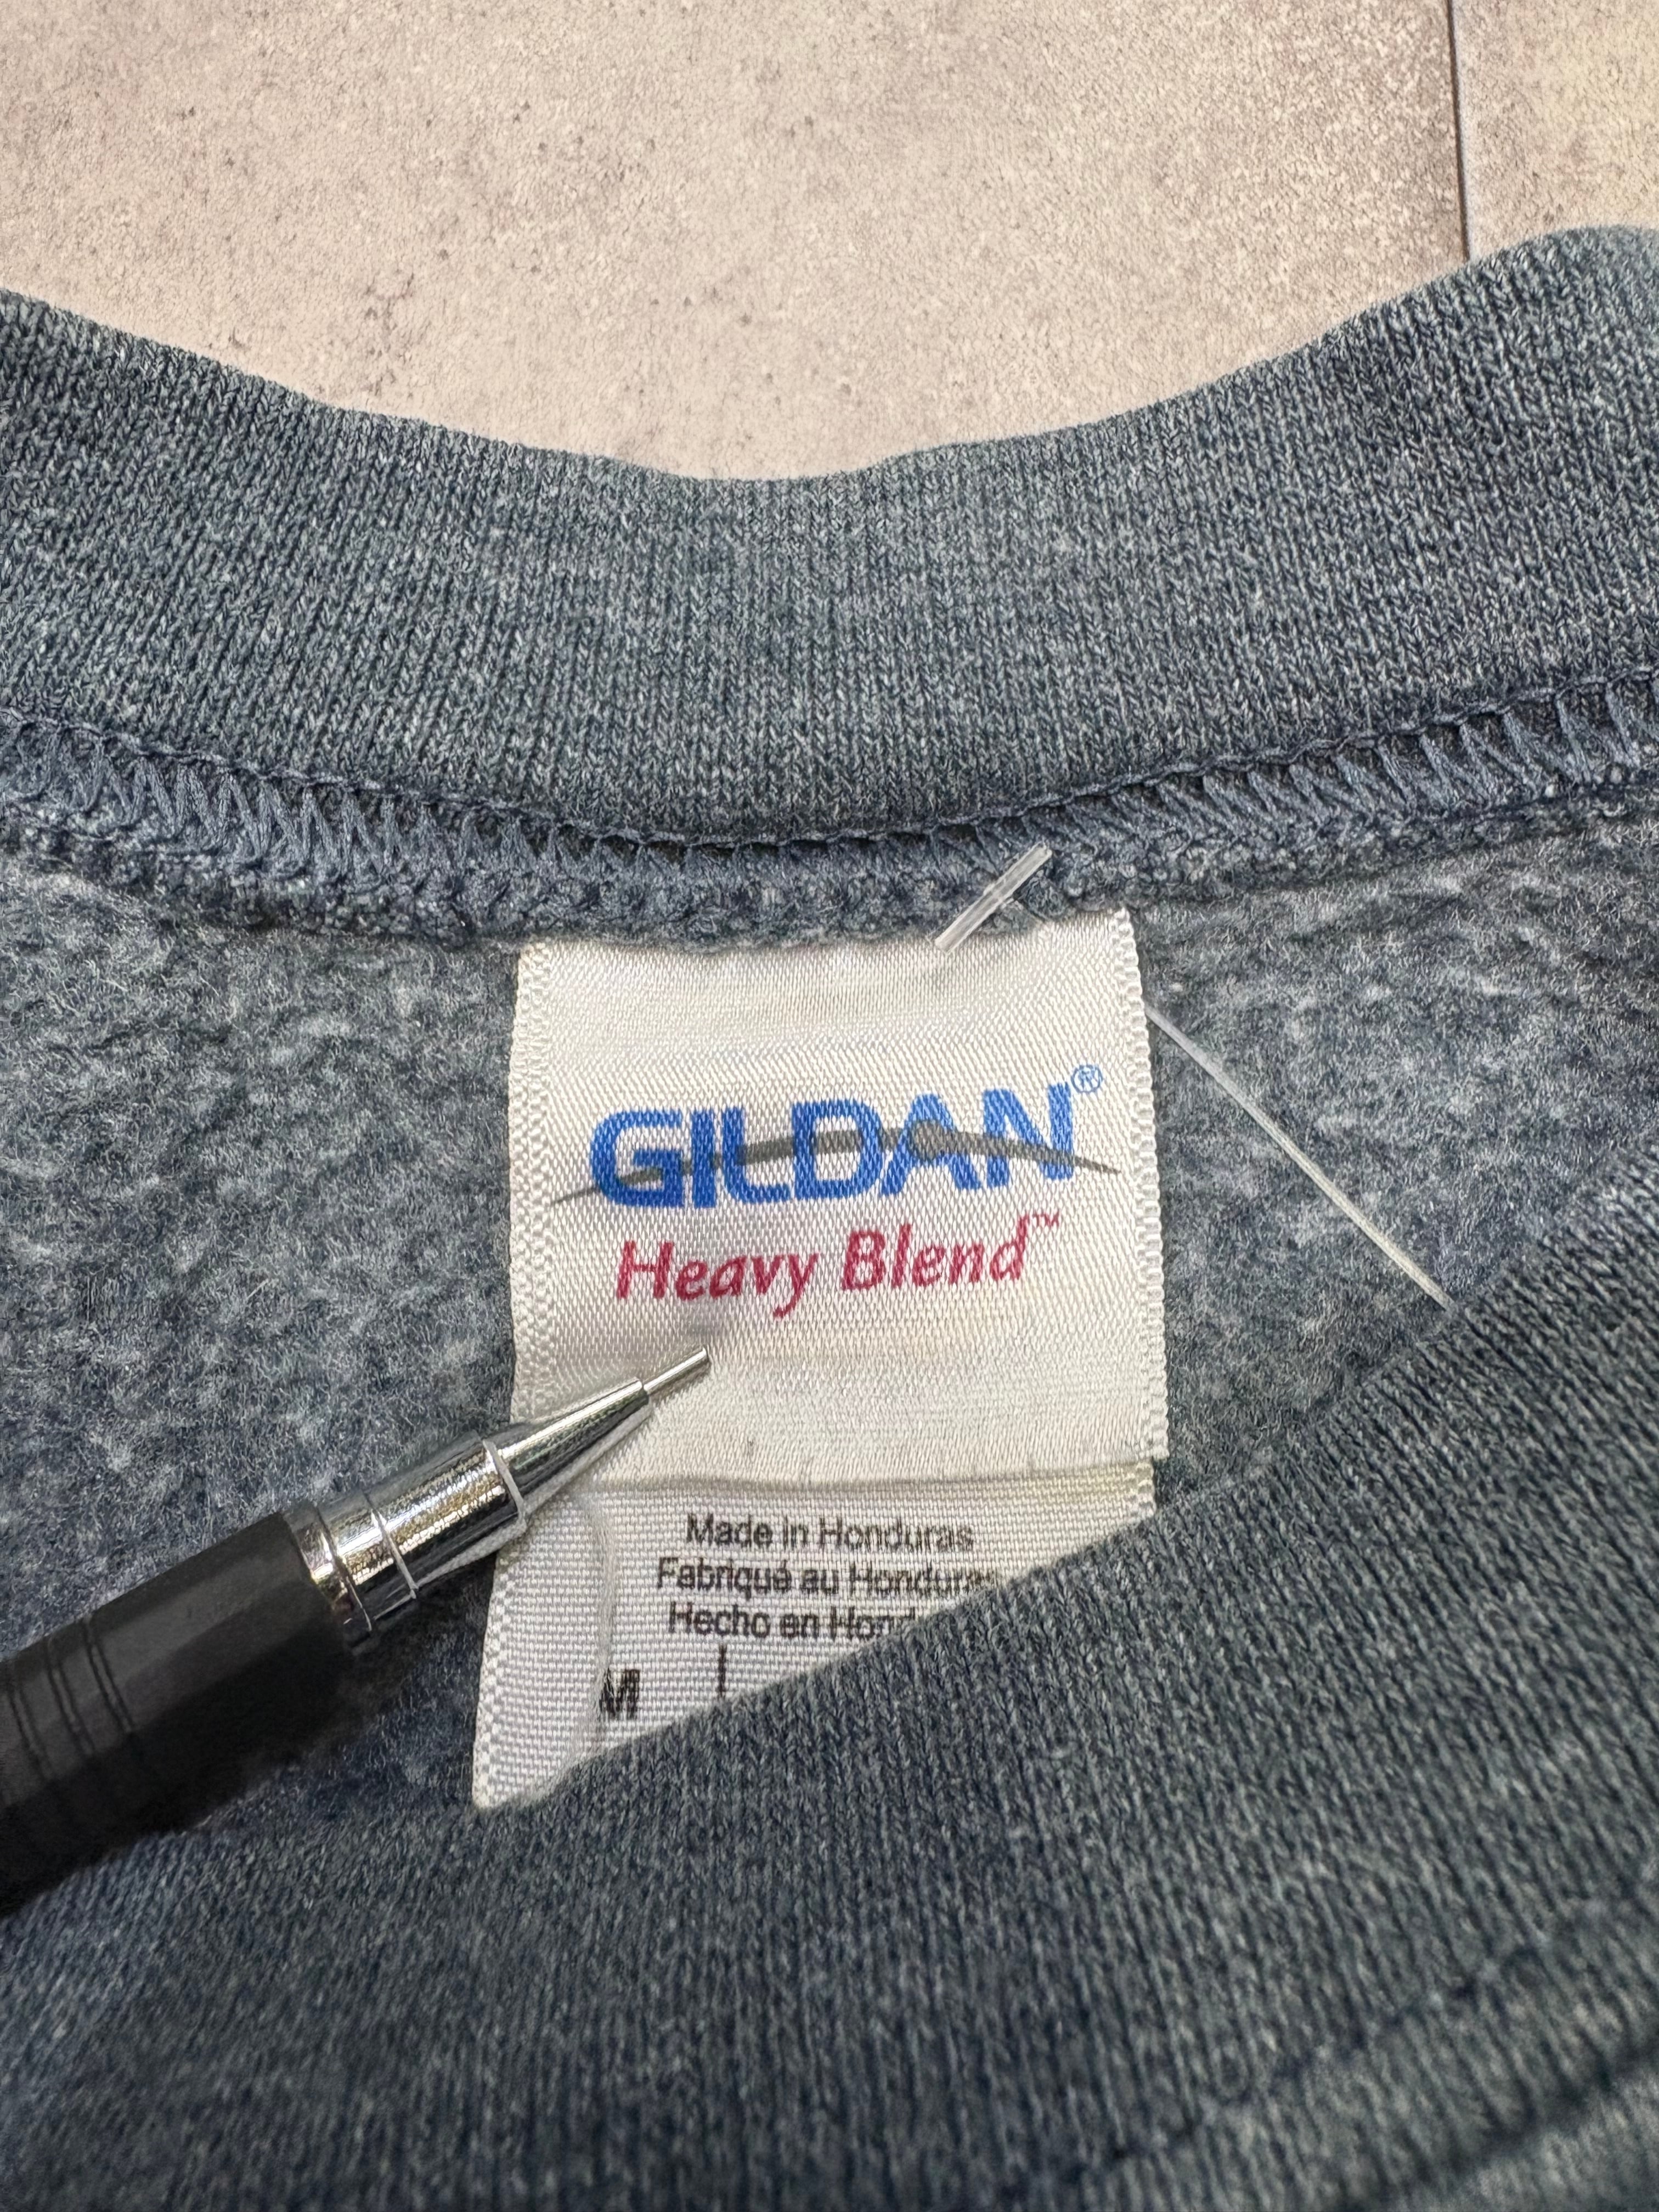 GILDAN®
Heavy Blend™
Made in Honduras
Fabriqué au Honduras
Hecho en
M